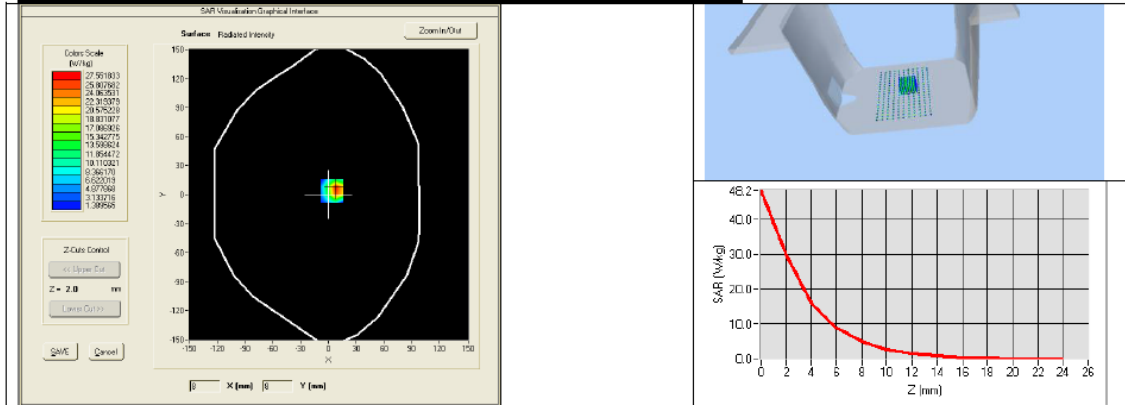 SAR Visualisation Graphical Interface
Surface Radiated Intensity
Zoom In/Out
Colors Scale
(W/kg)
27.551833
25.807682
24.063531
22.319379
20.575228
18.831077
17.086926
15.342775
13.598624
11.854472
10.110321
8.366170
6.622019
4.877868
3.133716
1.389565
Z-Cuts Control
<< Upper Cut
Z = 2.0 mm
Lower Cut >>
SAVE Cancel
150
120
90
60
30
0
-30
-60
-90
-120
-150
Y
-150 -120 -90 -60 -30 0 30 60 90 120 150
X
X (mm) Y (mm)
48.2
40.0
30.0
20.0
10.0
0.0
SAR (W/kg)
0 2 4 6 8 10 12 14 16 18 20 22 24 26
Z (mm)